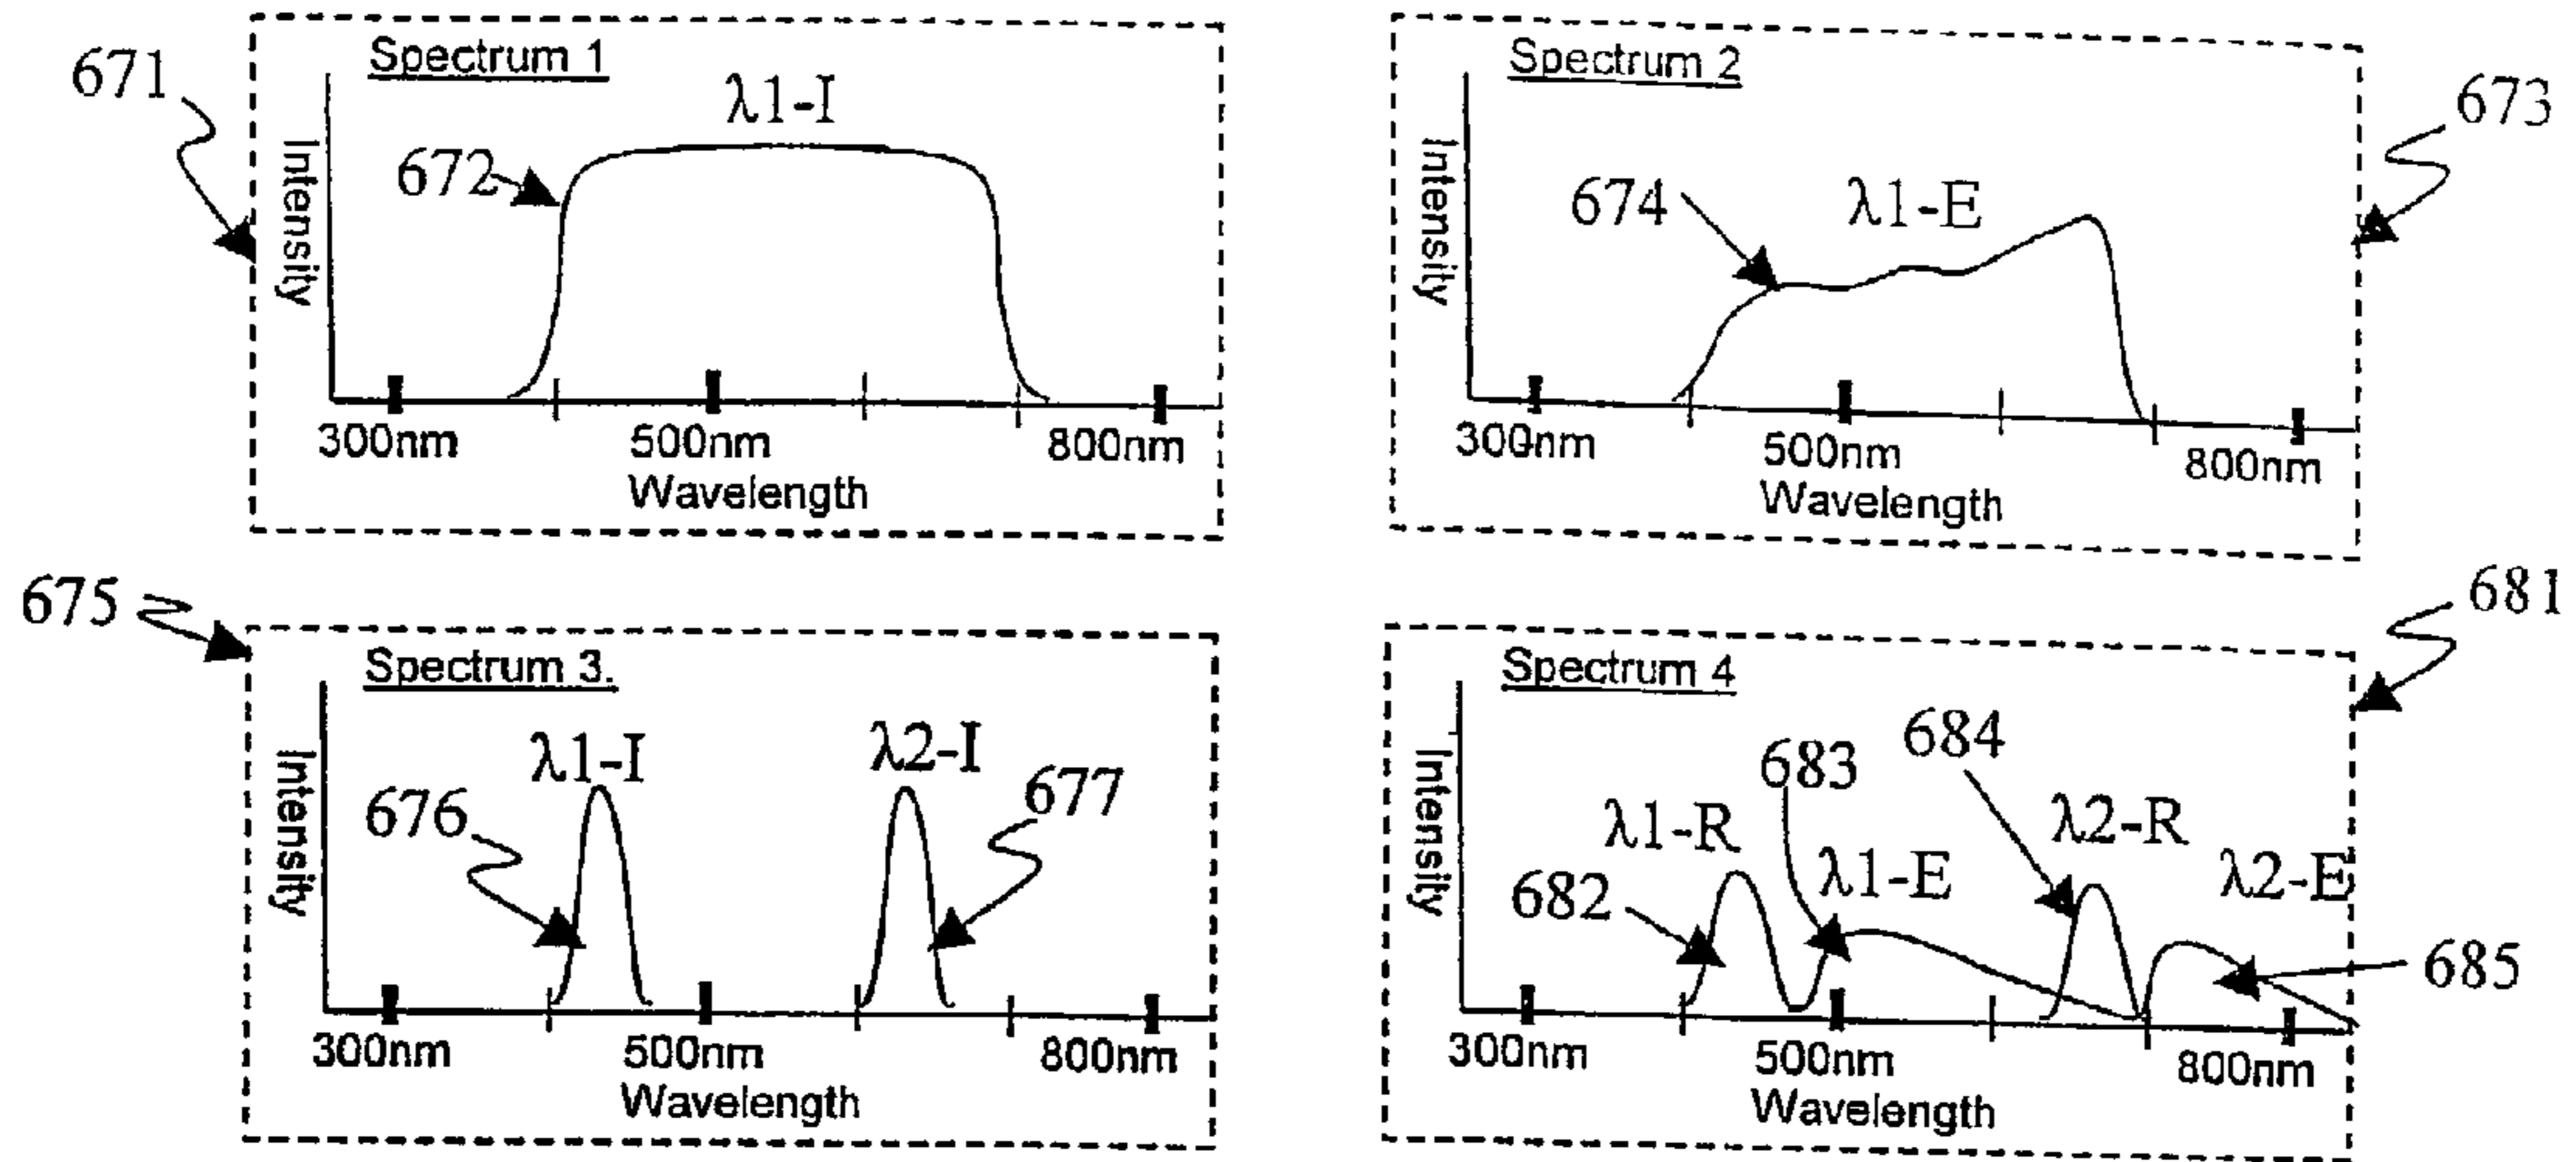 671
Spectrum 1
λ1-I
672
Intensity
300nm
500nm
800nm
Wavelength
Spectrum 2
673
674
λ1-E
Intensity
300nm
500nm
800nm
Wavelength
675
Spectrum 3.
λ1-I
λ2-I
676
677
Intensity
300nm
500nm
800nm
Wavelength
681
Spectrum 4
684
683
λ1-R
λ2-R
682
λ1-E
λ2-E
685
Intensity
300nm
500nm
800nm
Wavelength